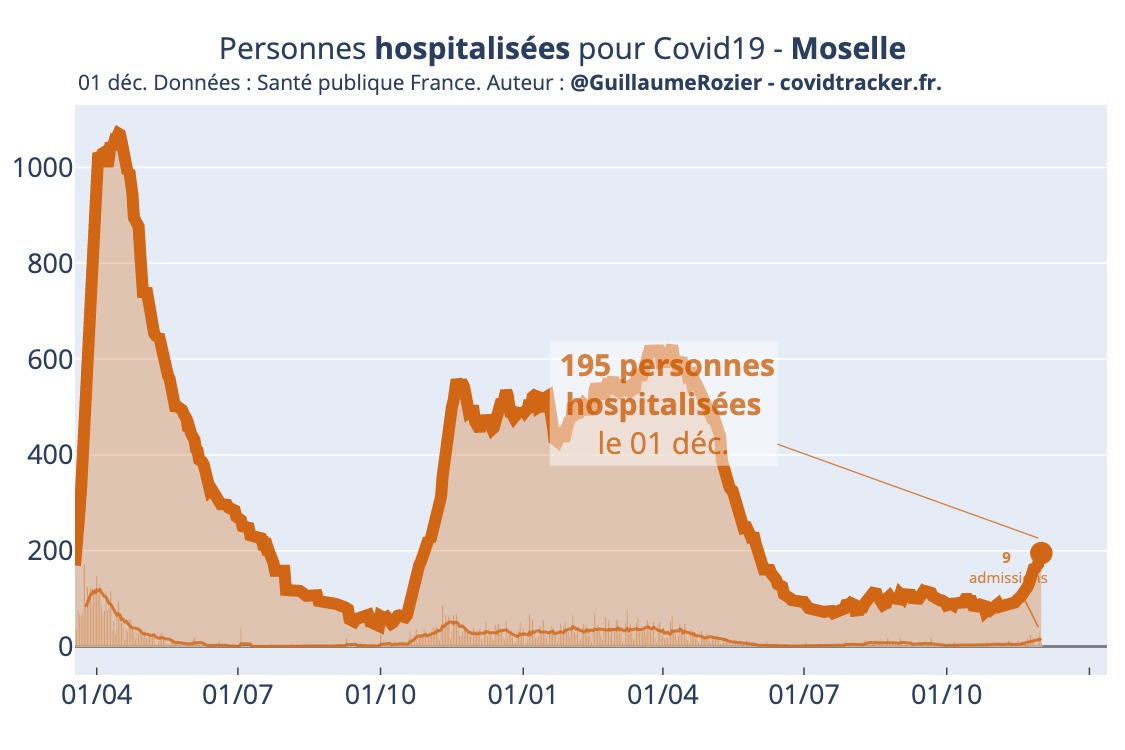 Personnes hospitalisées pour Covid19 - Moselle
01 déc. Données : Santé publique France. Auteur : @GuillaumeRozier - covidtracker.fr.
1000
800
600
400
200
0
195 personnes
hospitalisées
le 01 déc.
9
admissions
01/04 01/07 01/10 01/01 01/04 01/07 01/10